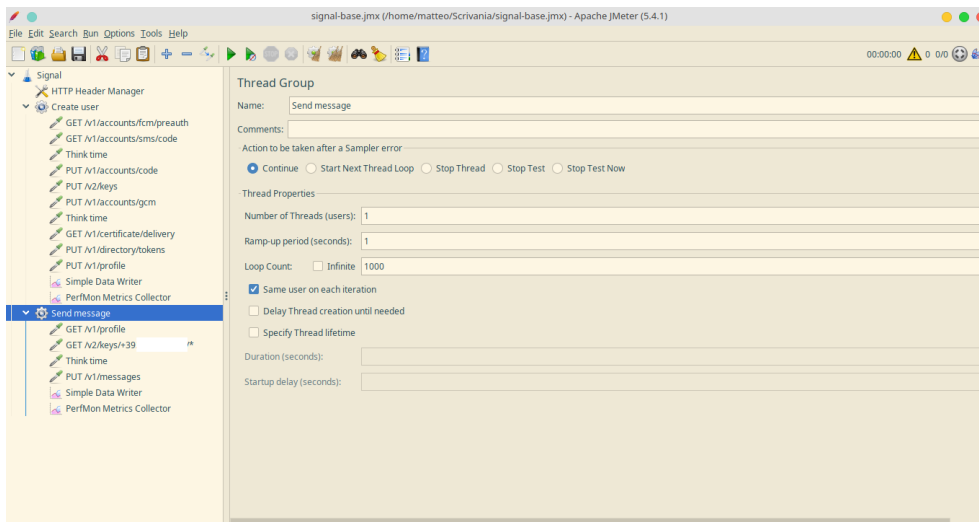 signal-base.jmx (/home/matteo/Scrivania/signal-base.jmx) - Apache JMeter (5.4.1)
File Edit Search Run Options Tools Help
00:00:00 0 0/0
Signal
HTTP Header Manager
Create user
GET /v1/accounts/fcm/preauth
GET /v1/accounts/sms/code
Think time
PUT /v1/accounts/code
PUT /v2/keys
PUT /v1/accounts/gcm
Think time
GET /v1/certificate/delivery
PUT /v1/directory/tokens
PUT /v1/profile
Simple Data Writer
PerfMon Metrics Collector
Send message
GET /v1/profile
GET /v2/keys/+39 /*
Think time
PUT /v1/messages
Simple Data Writer
PerfMon Metrics Collector
Thread Group
Name: Send message
Comments:
Action to be taken after a Sampler error
Continue Start Next Thread Loop Stop Thread Stop Test Stop Test Now
Thread Properties
Number of Threads (users): 1
Ramp-up period (seconds): 1
Loop Count: Infinite 1000
Same user on each iteration
Delay Thread creation until needed
Specify Thread lifetime
Duration (seconds):
Startup delay (seconds):